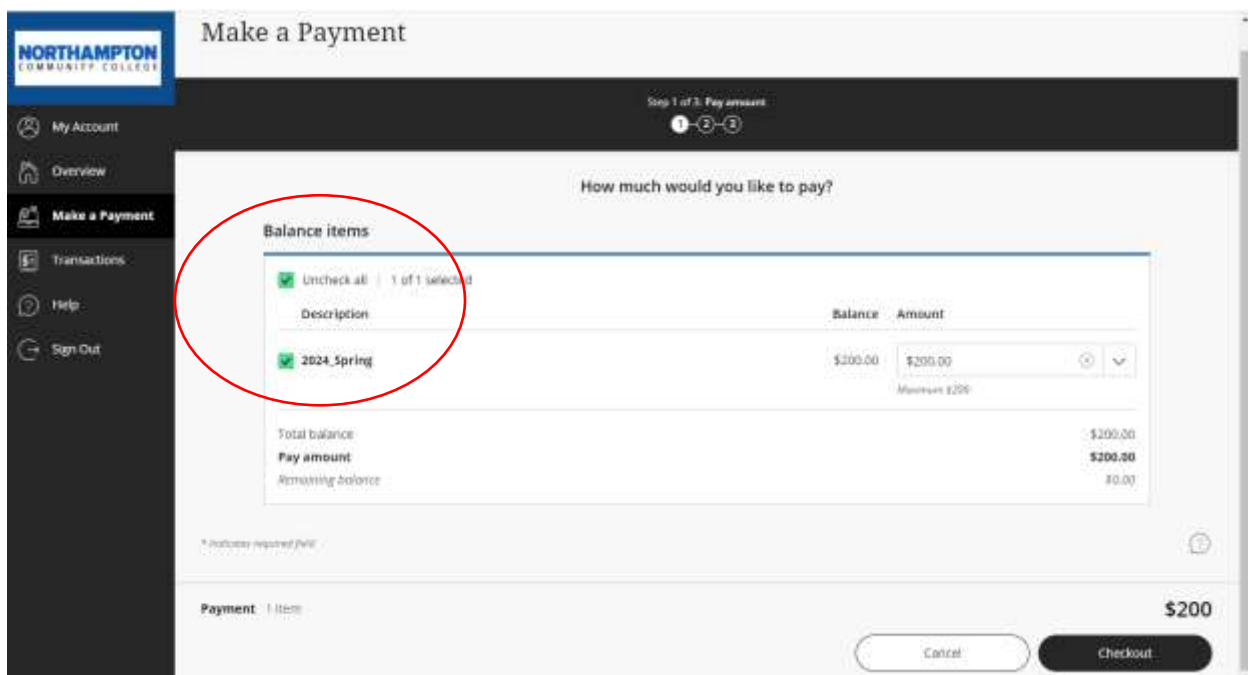 Make a Payment
NORTHAMPTON
COMMUNITY COLLEGE
Step 1 of 3: Pay amount
1 2 3
My Account
Overview
Make a Payment
Transactions
Help
Sign Out
How much would you like to pay?
Balance items
Uncheck all | 1 of 1 selected
Description Balance Amount
2024_Spring $200.00 $200.00
Maximum $200
Total balance $200.00
Pay amount $200.00
Remaining balance $0.00
* Indicates required field
Payment 1 item $200
Cancel Checkout